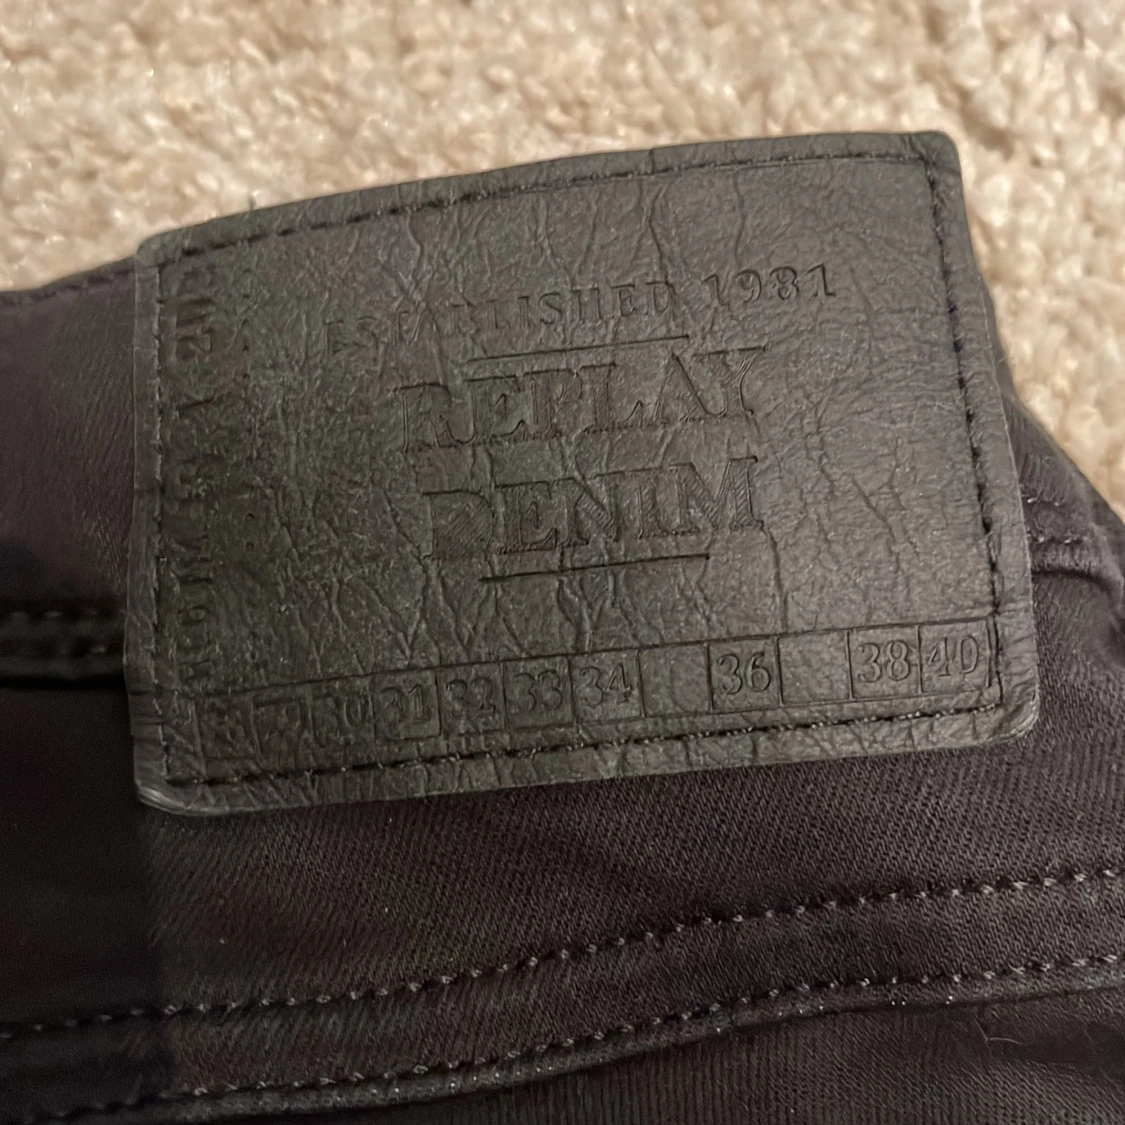 ESTABLISHED 1981
REPLAY
DENIM
30 31 32 33 34 36 38 40